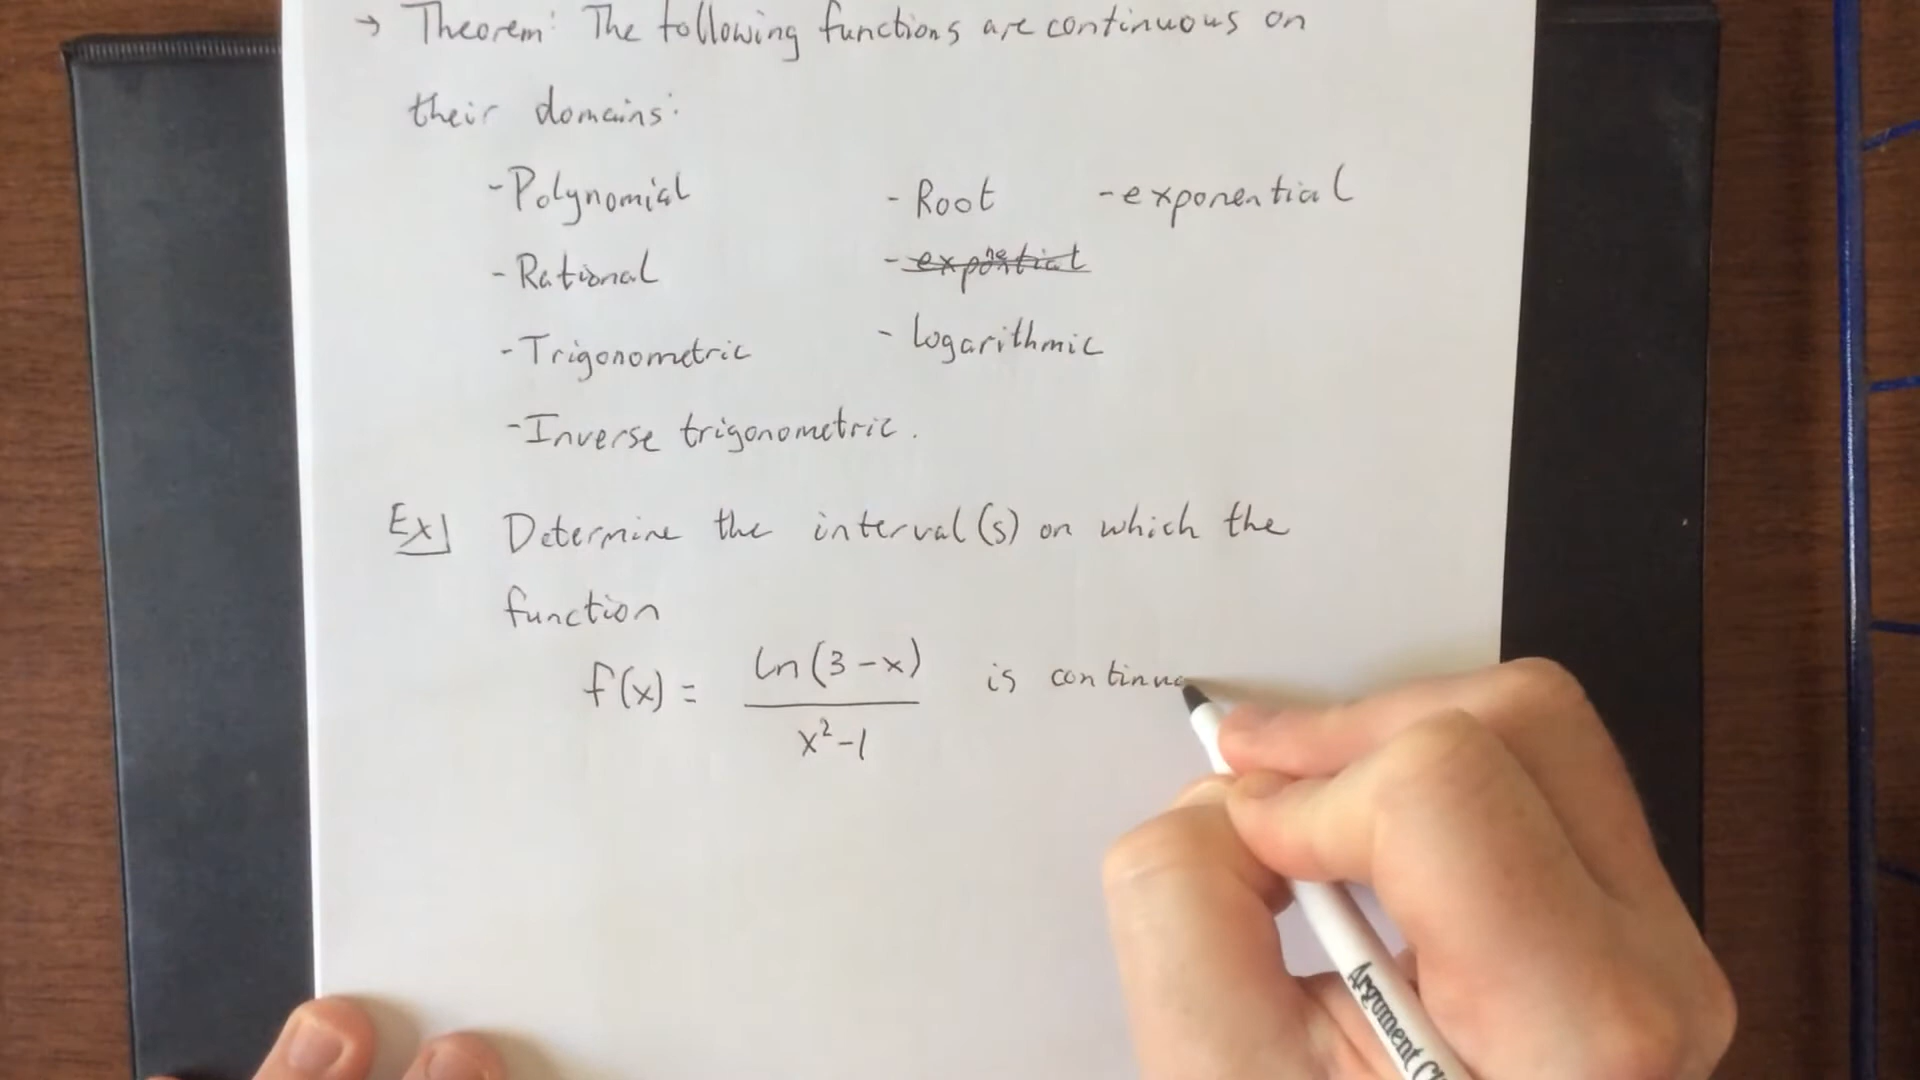 → Theorem: The following functions are continuous on
their domains:
- Polynomial - Root - exponential
- Rational - exponential
- Trigonometric - logarithmic
- Inverse trigonometric.
Ex] Determine the interval(s) on which the
function
f(x) = ln(3-x) / x²-1 is continuo
Argument